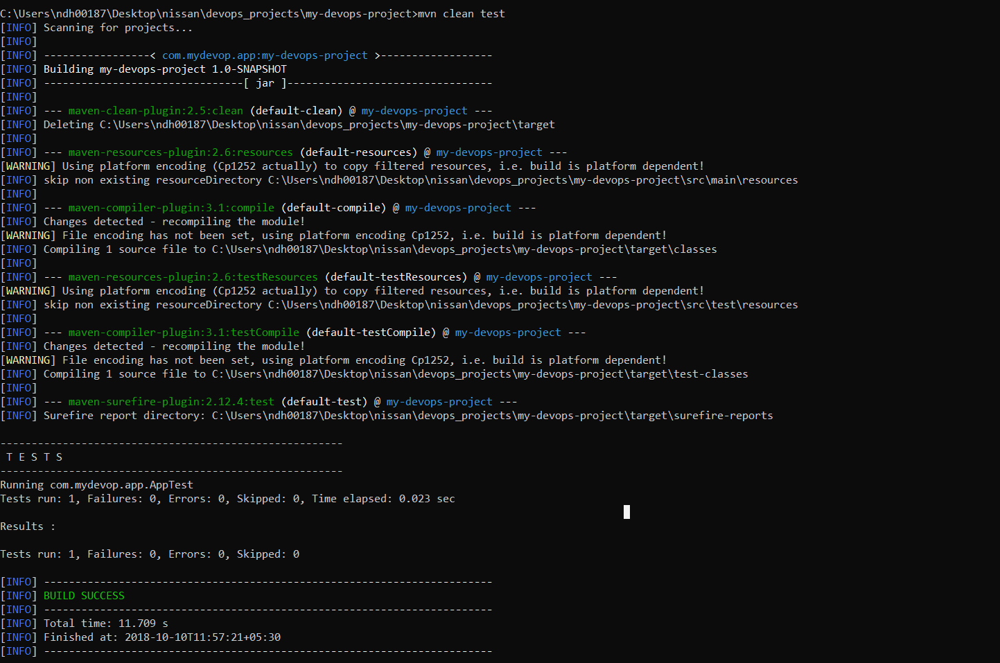 C:\Users\ndh00187\Desktop\nissan\devops_projects\my-devops-project>mvn clean test
[INFO] Scanning for projects...
[INFO]
[INFO] -----------------< com.mydevop.app:my-devops-project >------------------
[INFO] Building my-devops-project 1.0-SNAPSHOT
[INFO] --------------------------------[ jar ]---------------------------------
[INFO]
[INFO] --- maven-clean-plugin:2.5:clean (default-clean) @ my-devops-project ---
[INFO] Deleting C:\Users\ndh00187\Desktop\nissan\devops_projects\my-devops-project\target
[INFO]
[INFO] --- maven-resources-plugin:2.6:resources (default-resources) @ my-devops-project ---
[WARNING] Using platform encoding (Cp1252 actually) to copy filtered resources, i.e. build is platform dependent!
[INFO] skip non existing resourceDirectory C:\Users\ndh00187\Desktop\nissan\devops_projects\my-devops-project\src\main\resources
[INFO]
[INFO] --- maven-compiler-plugin:3.1:compile (default-compile) @ my-devops-project ---
[INFO] Changes detected - recompiling the module!
[WARNING] File encoding has not been set, using platform encoding Cp1252, i.e. build is platform dependent!
[INFO] Compiling 1 source file to C:\Users\ndh00187\Desktop\nissan\devops_projects\my-devops-project\target\classes
[INFO]
[INFO] --- maven-resources-plugin:2.6:testResources (default-testResources) @ my-devops-project ---
[WARNING] Using platform encoding (Cp1252 actually) to copy filtered resources, i.e. build is platform dependent!
[INFO] skip non existing resourceDirectory C:\Users\ndh00187\Desktop\nissan\devops_projects\my-devops-project\src\test\resources
[INFO]
[INFO] --- maven-compiler-plugin:3.1:testCompile (default-testCompile) @ my-devops-project ---
[INFO] Changes detected - recompiling the module!
[WARNING] File encoding has not been set, using platform encoding Cp1252, i.e. build is platform dependent!
[INFO] Compiling 1 source file to C:\Users\ndh00187\Desktop\nissan\devops_projects\my-devops-project\target\test-classes
[INFO]
[INFO] --- maven-surefire-plugin:2.12.4:test (default-test) @ my-devops-project ---
[INFO] Surefire report directory: C:\Users\ndh00187\Desktop\nissan\devops_projects\my-devops-project\target\surefire-reports
-------------------------------------------------------
T E S T S
-------------------------------------------------------
Running com.mydevop.app.AppTest
Tests run: 1, Failures: 0, Errors: 0, Skipped: 0, Time elapsed: 0.023 sec
Results :
Tests run: 1, Failures: 0, Errors: 0, Skipped: 0
[INFO] ------------------------------------------------------------------------
[INFO] BUILD SUCCESS
[INFO] ------------------------------------------------------------------------
[INFO] Total time: 11.709 s
[INFO] Finished at: 2018-10-10T11:57:21+05:30
[INFO] ------------------------------------------------------------------------